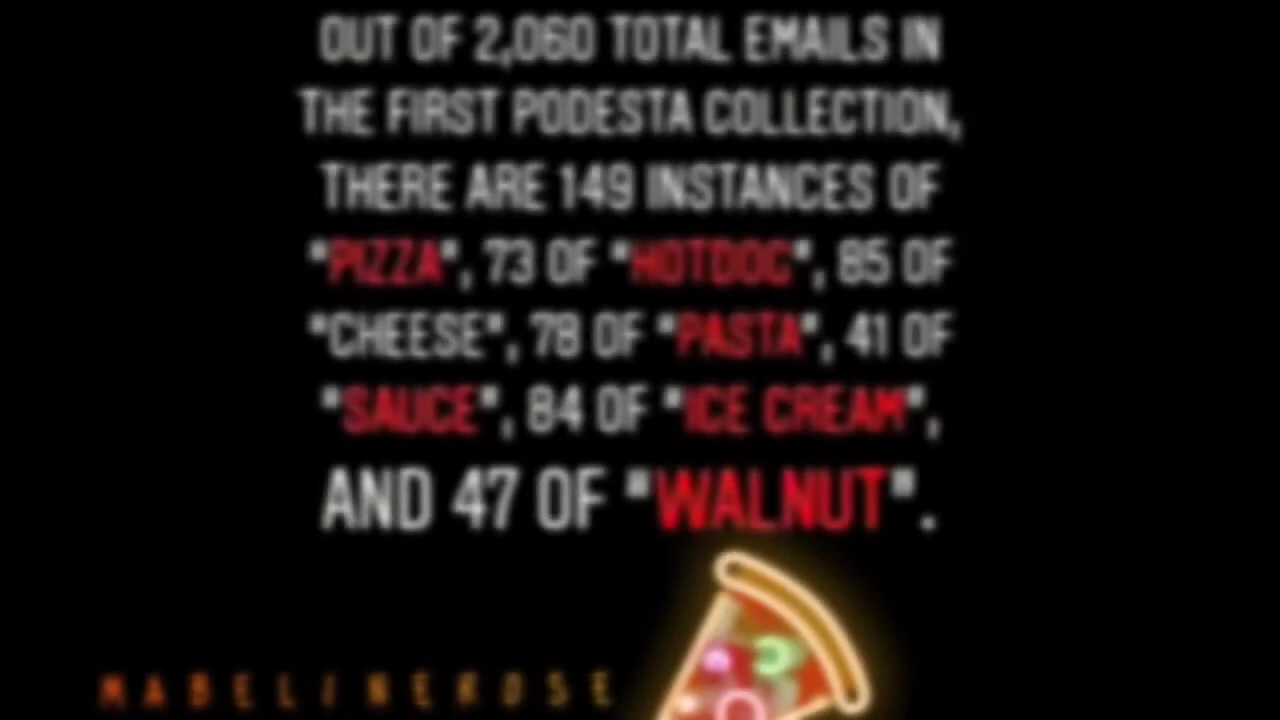 OUT OF 2,060 TOTAL EMAILS IN
THE FIRST PODESTA COLLECTION,
THERE ARE 149 INSTANCES OF
"PIZZA", 73 OF "HOTDOG", 85 OF
"CHEESE", 78 OF "PASTA", 41 OF
"SAUCE", 84 OF "ICE CREAM",
AND 47 OF "WALNUT".